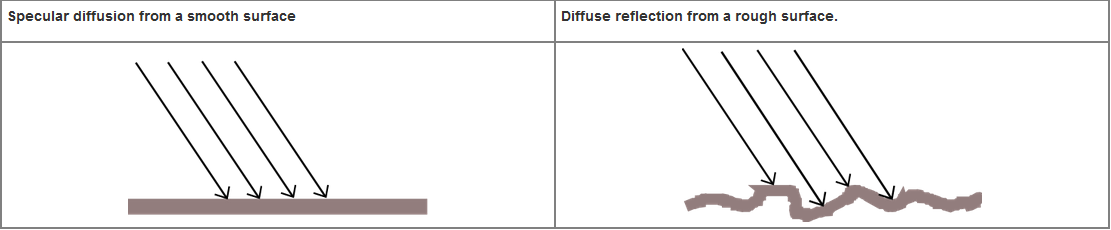 Specular diffusion from a smooth surface
Diffuse reflection from a rough surface.